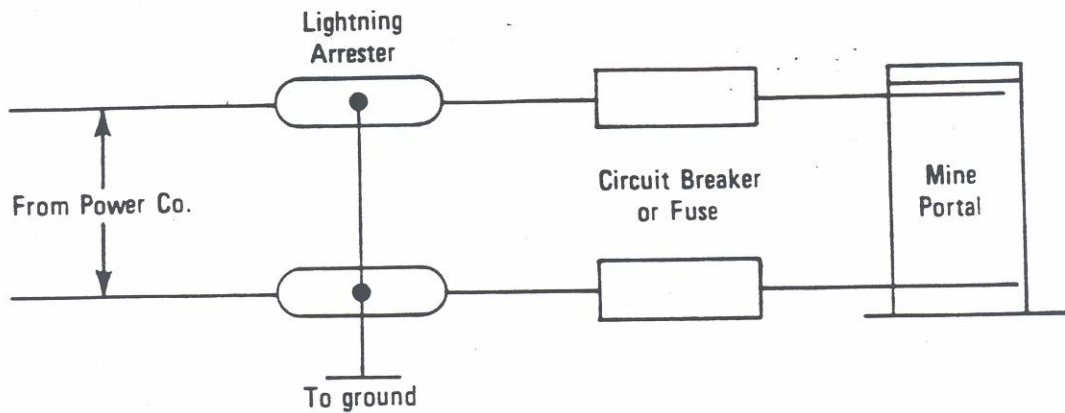 Lightning
Arrester
From Power Co.
Circuit Breaker
or Fuse
Mine
Portal
To ground